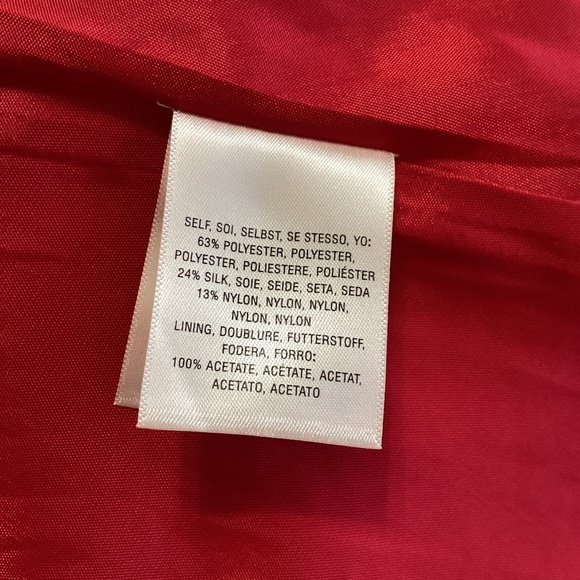 SELF, SOI, SELBST, SE STESSO, YO:
63% POLYESTER, POLYESTER,
POLYESTER, POLIESTERE, POLIÉSTER
24% SILK, SOIE, SEIDE, SETA, SEDA
13% NYLON, NYLON, NYLON,
NYLON, NYLON
LINING, DOUBLURE, FUTTERSTOFF,
FODERA, FORRO:
100% ACETATE, ACÉTATE, ACETAT,
ACETATO, ACETATO